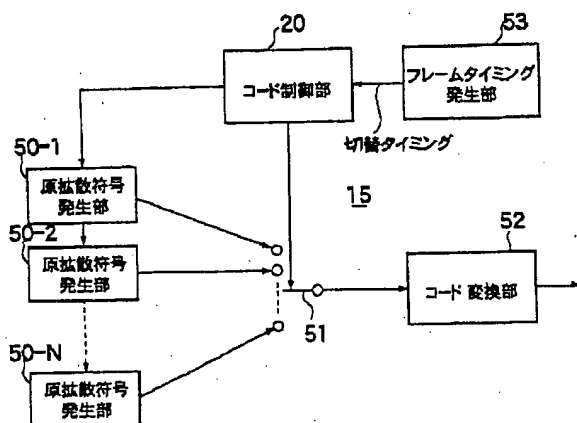 20
53
コード制御部
フレームタイミング
発生部
切替タイミング
50-1
原拡散符号
発生部
15
50-2
原拡散符号
発生部
52
コード変換部
51
50-N
原拡散符号
発生部